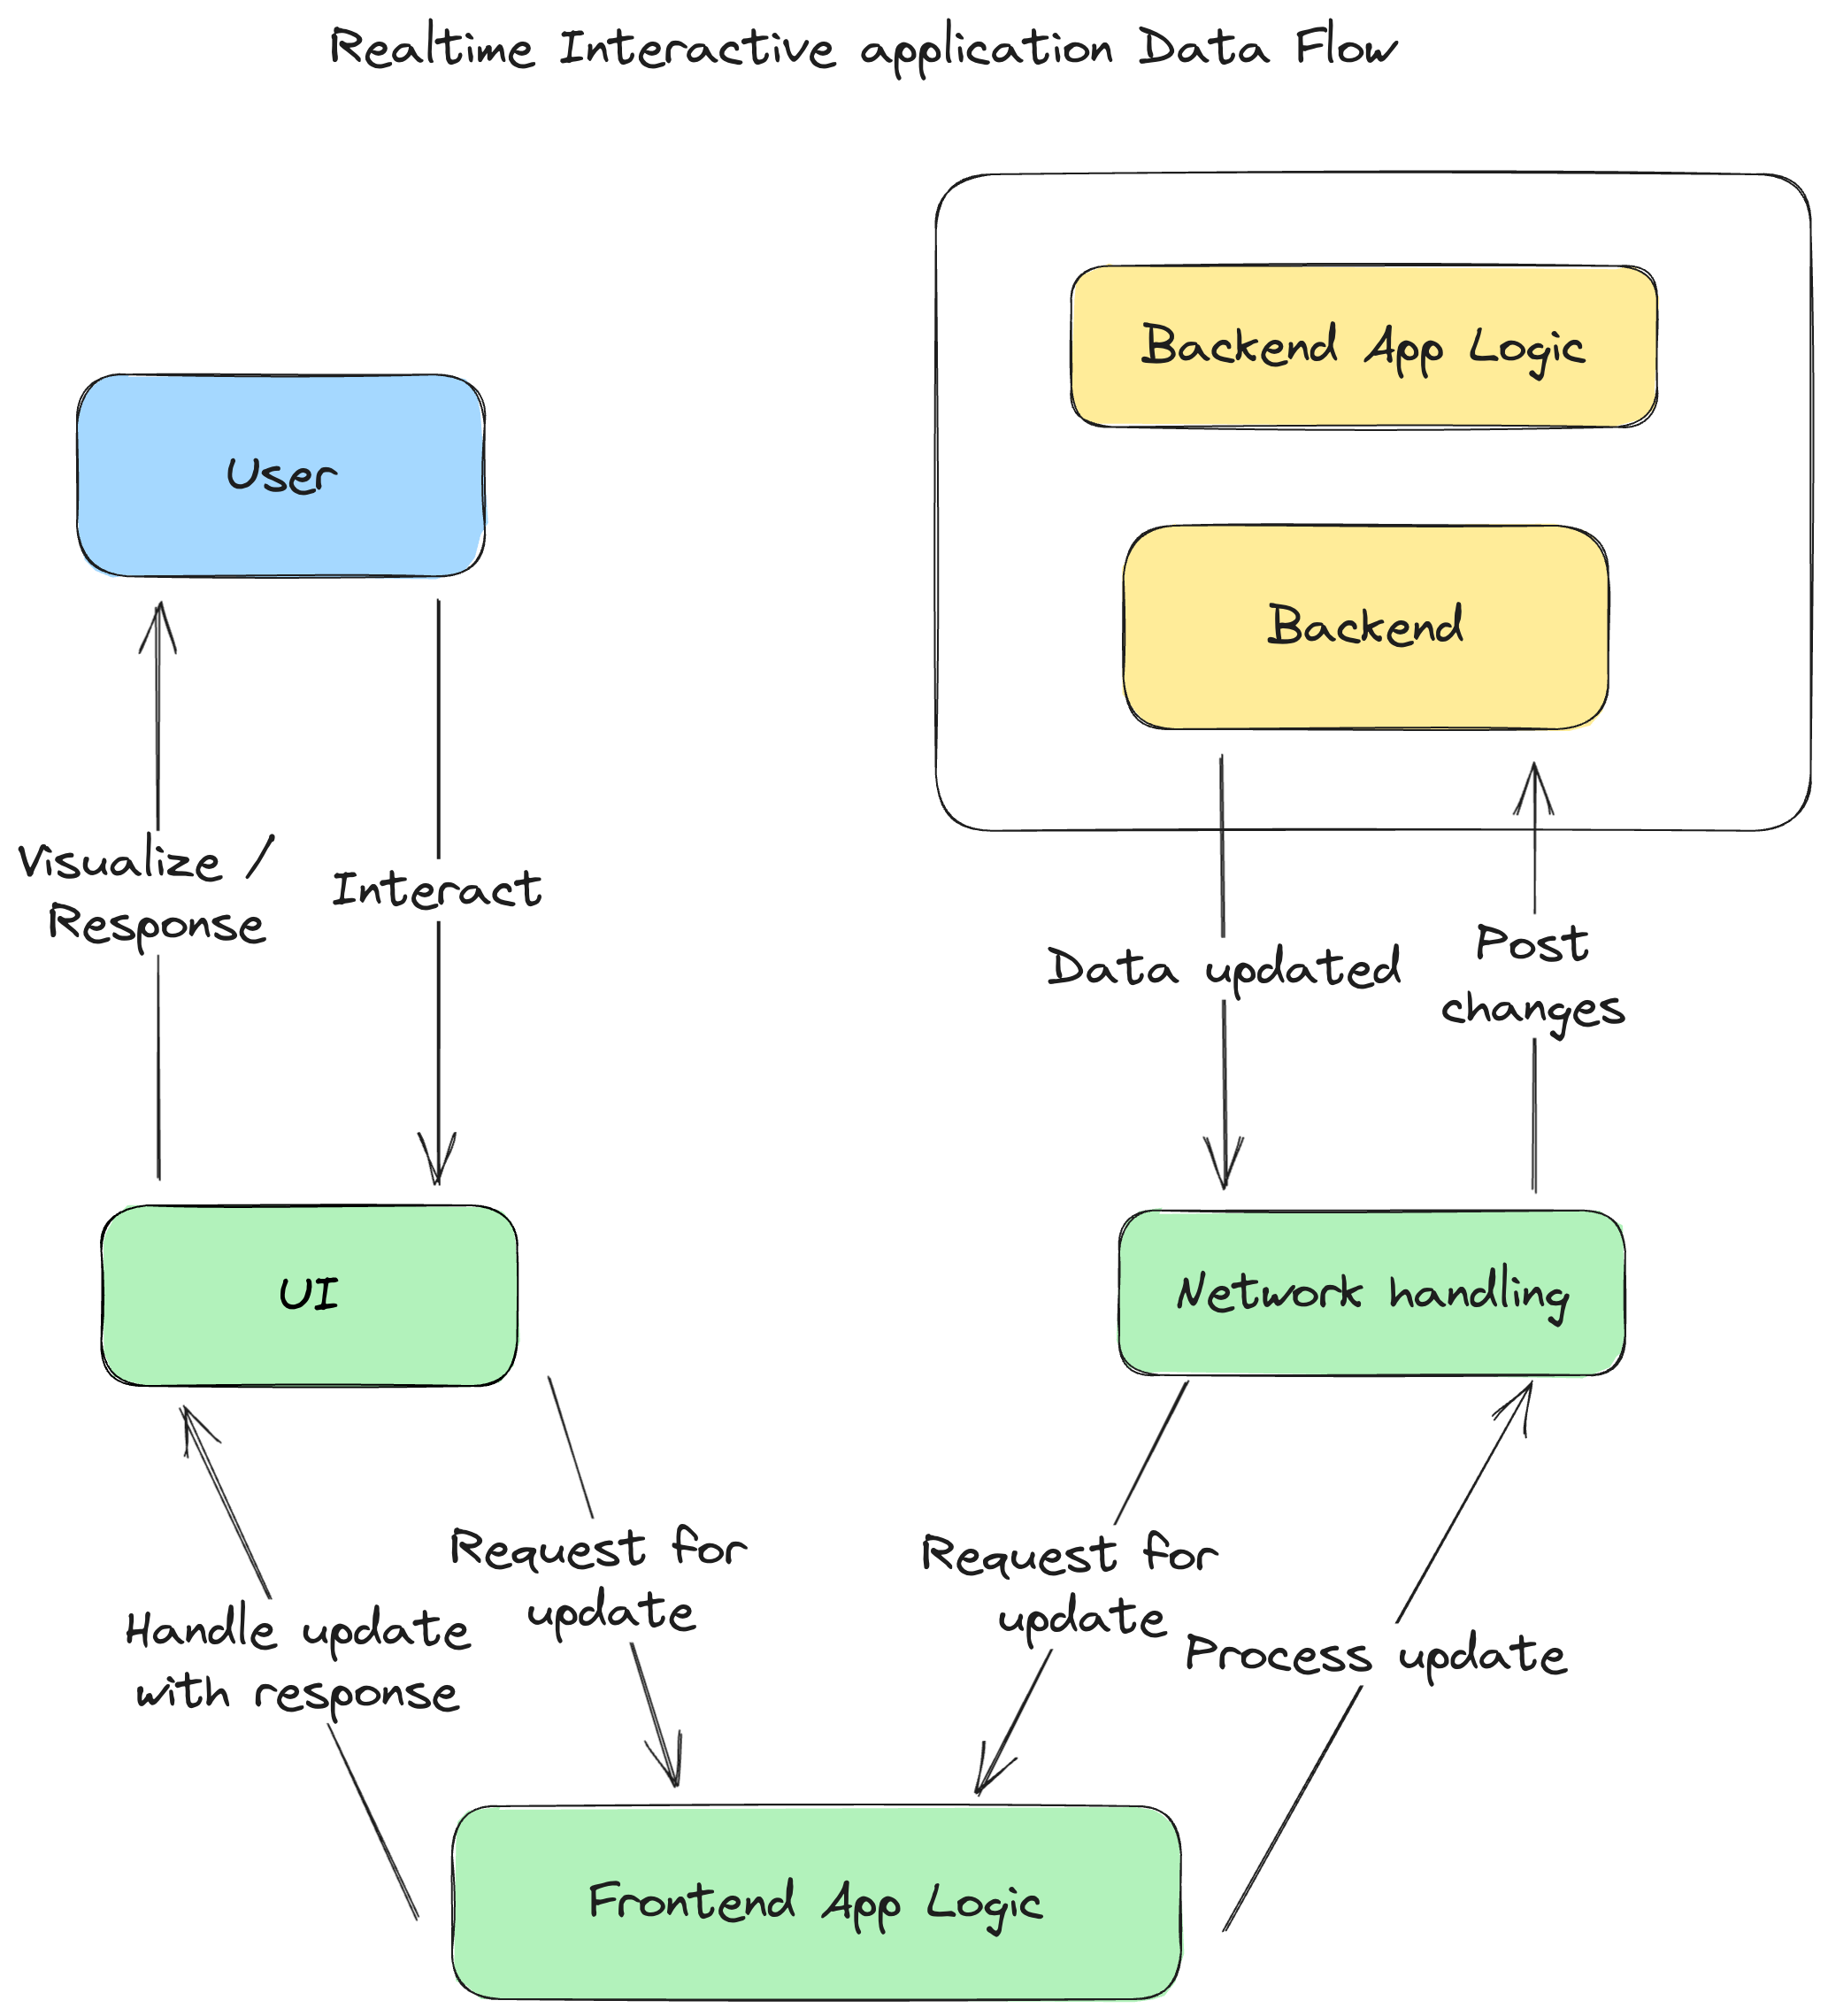 Realtime Interactive application Data Flow
Backend App Logic
User
Backend
Visualize /
Response
Interact
Data updated
Post
changes
UI
Network handling
Request for
update
Request for
update
Handle update
with response
Process update
Frontend App Logic